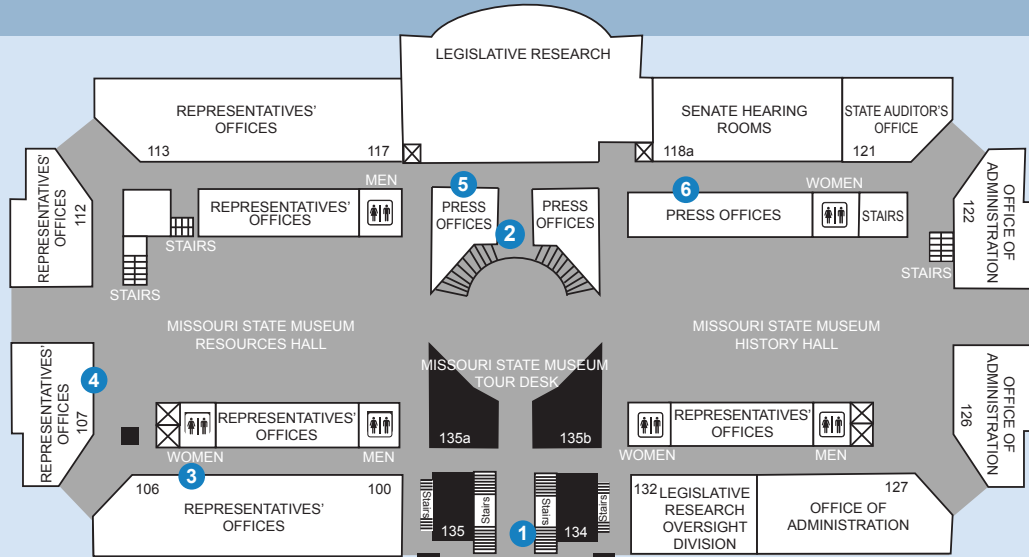 LEGISLATIVE RESEARCH
REPRESENTATIVES'
OFFICES
113
117
SENATE HEARING
ROOMS
118a
STATE AUDITOR'S
OFFICE
121
REPRESENTATIVES'
OFFICES
112
MEN
REPRESENTATIVES'
OFFICES
STAIRS
STAIRS
5
PRESS
OFFICES
2
PRESS
OFFICES
6
WOMEN
PRESS OFFICES
STAIRS
STAIRS
OFFICE OF
ADMINISTRATION
122
MISSOURI STATE MUSEUM
RESOURCES HALL
MISSOURI STATE MUSEUM
HISTORY HALL
MISSOURI STATE MUSEUM
TOUR DESK
REPRESENTATIVES'
OFFICES
107
4
REPRESENTATIVES'
OFFICES
WOMEN
MEN
135a
135b
REPRESENTATIVES'
OFFICES
WOMEN
MEN
OFFICE OF
ADMINISTRATION
126
3
106
100
REPRESENTATIVES'
OFFICES
Stairs
135
Stairs
1
Stairs
134
Stairs
132
LEGISLATIVE
RESEARCH
OVERSIGHT
DIVISION
127
OFFICE OF
ADMINISTRATION